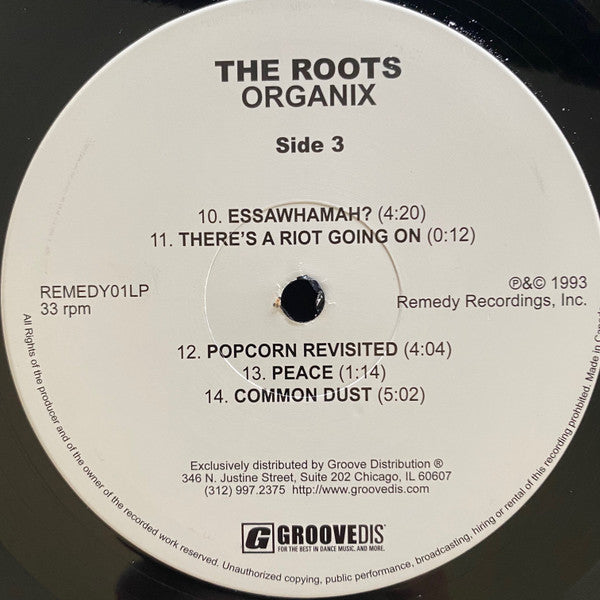 THE ROOTS
ORGANIX
Side 3
10. ESSAWHAMAH? (4:20)
11. THERE'S A RIOT GOING ON (0:12)
REMEDY01LP
33 rpm
℗&© 1993
Remedy Recordings, Inc.
12. POPCORN REVISITED (4:04)
13. PEACE (1:14)
14. COMMON DUST (5:02)
Exclusively distributed by Groove Distribution ®
346 N. Justine Street, Suite 202 Chicago, IL 60607
(312) 997.2375 http://www.groovedis.com
G GROOVEDIS
FOR THE BEST IN DANCE MUSIC, AND MORE.
All Rights of the producer and of the owner of the recorded work reserved. Unauthorized copying, public performance, broadcasting, hiring or rental of this recording prohibited. Made in